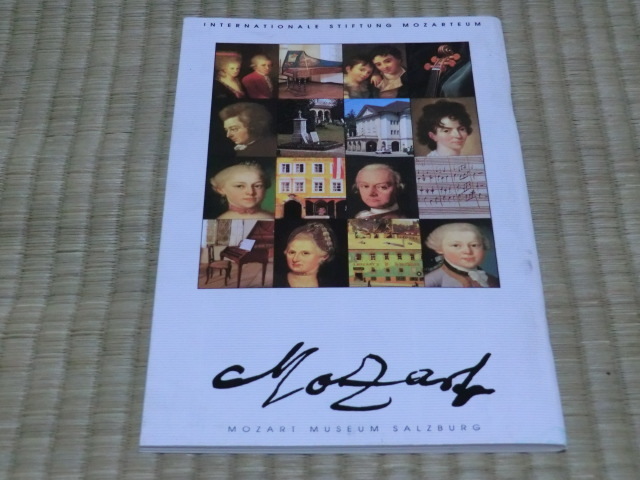 INTERNATIONALE STIFTUNG MOZARTEUM
Mozart
MOZART MUSEUM SALZBURG